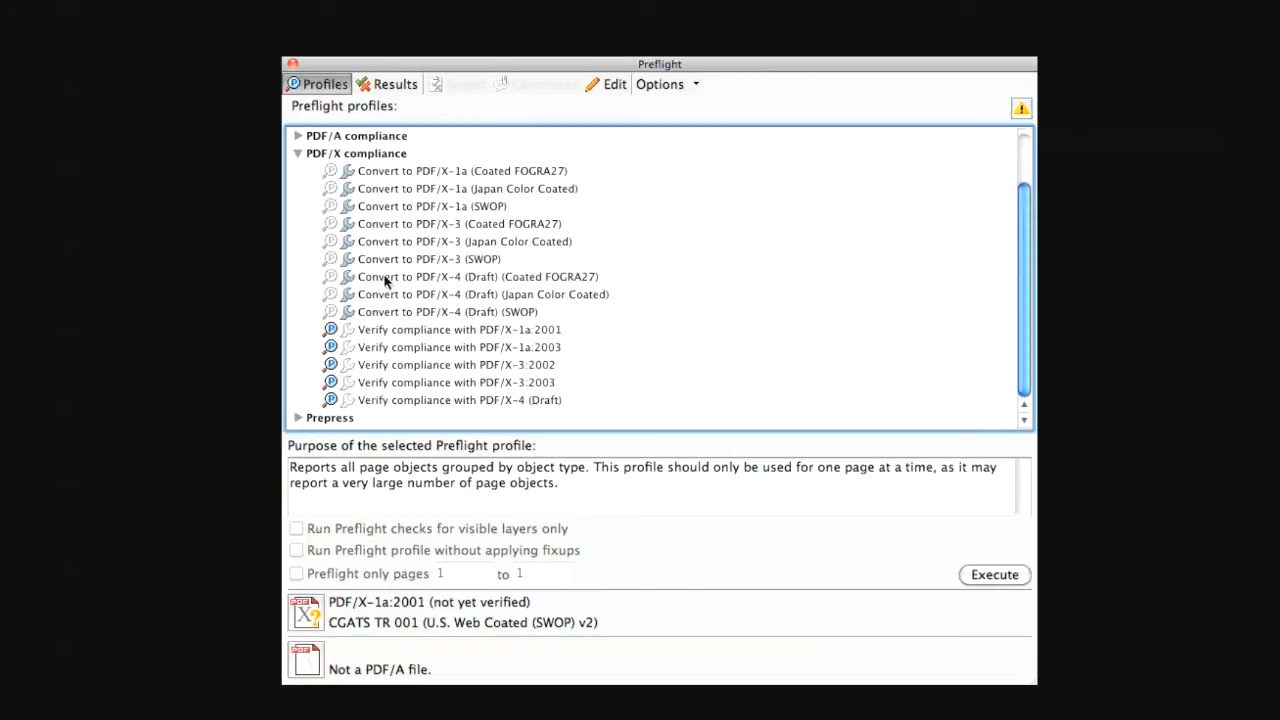 Preflight
Profiles Results Edit Options
Preflight profiles:
PDF/A compliance
PDF/X compliance
Convert to PDF/X-1a (Coated FOGRA27)
Convert to PDF/X-1a (Japan Color Coated)
Convert to PDF/X-1a (SWOP)
Convert to PDF/X-3 (Coated FOGRA27)
Convert to PDF/X-3 (Japan Color Coated)
Convert to PDF/X-3 (SWOP)
Convert to PDF/X-4 (Draft) (Coated FOGRA27)
Convert to PDF/X-4 (Draft) (Japan Color Coated)
Convert to PDF/X-4 (Draft) (SWOP)
Verify compliance with PDF/X-1a:2001
Verify compliance with PDF/X-1a:2003
Verify compliance with PDF/X-3:2002
Verify compliance with PDF/X-3:2003
Verify compliance with PDF/X-4 (Draft)
Prepress
Purpose of the selected Preflight profile:
Reports all page objects grouped by object type. This profile should only be used for one page at a time, as it may
report a very large number of page objects.
Run Preflight checks for visible layers only
Run Preflight profile without applying fixups
Preflight only pages 1 to 1
Execute
PDF/X-1a:2001 (not yet verified)
CGATS TR 001 (U.S. Web Coated (SWOP) v2)
Not a PDF/A file.